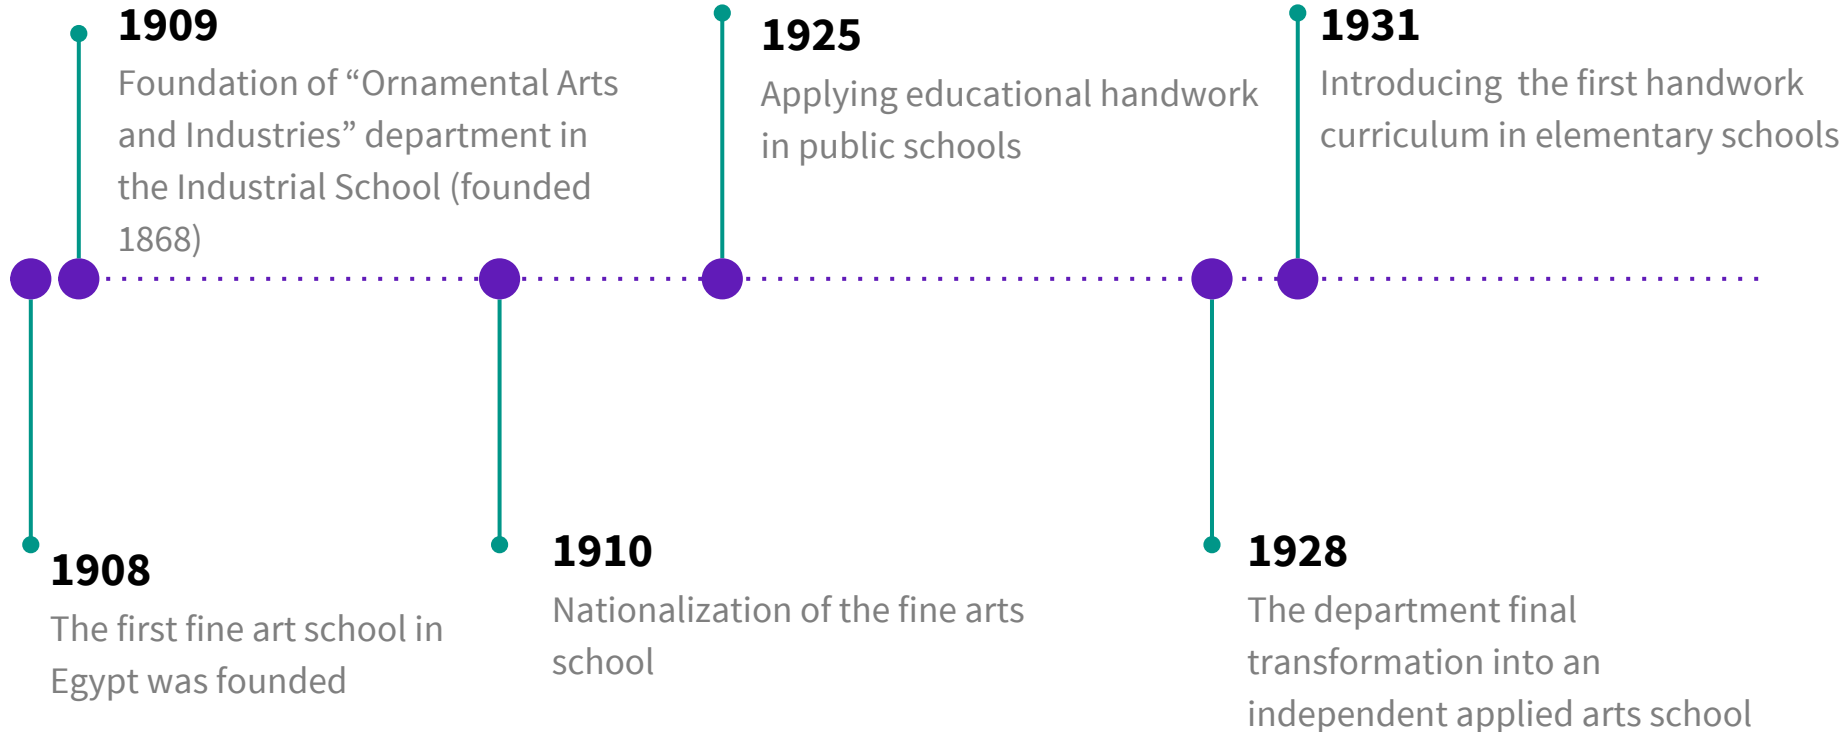 1909
Foundation of “Ornamental Arts
and Industries” department in
the Industrial School (founded
1868)
1925
Applying educational handwork
in public schools
1931
Introducing  the first handwork
curriculum in elementary schools
1908
The first fine art school in
Egypt was founded
1910
Nationalization of the fine arts
school
1928
The department final
transformation into an
independent applied arts school